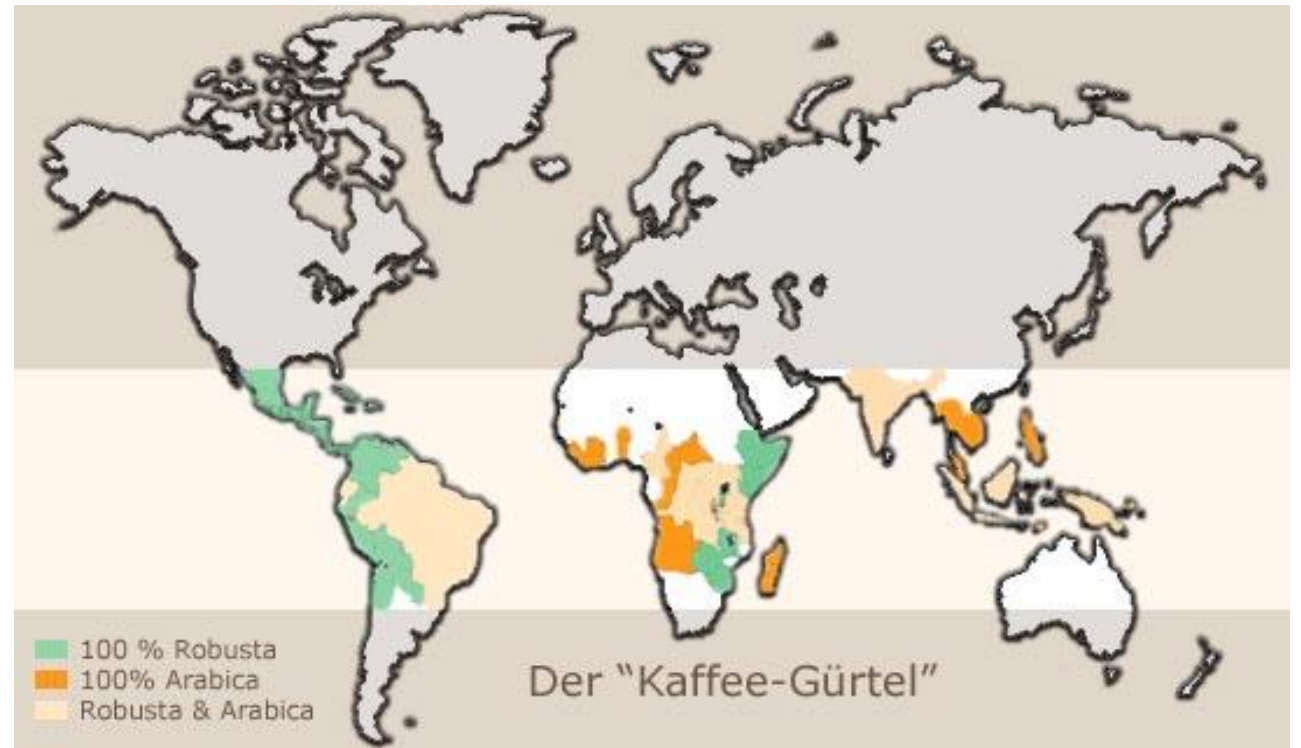 100 % Robusta
100% Arabica
Robusta & Arabica
Der “Kaffee-Gürtel”